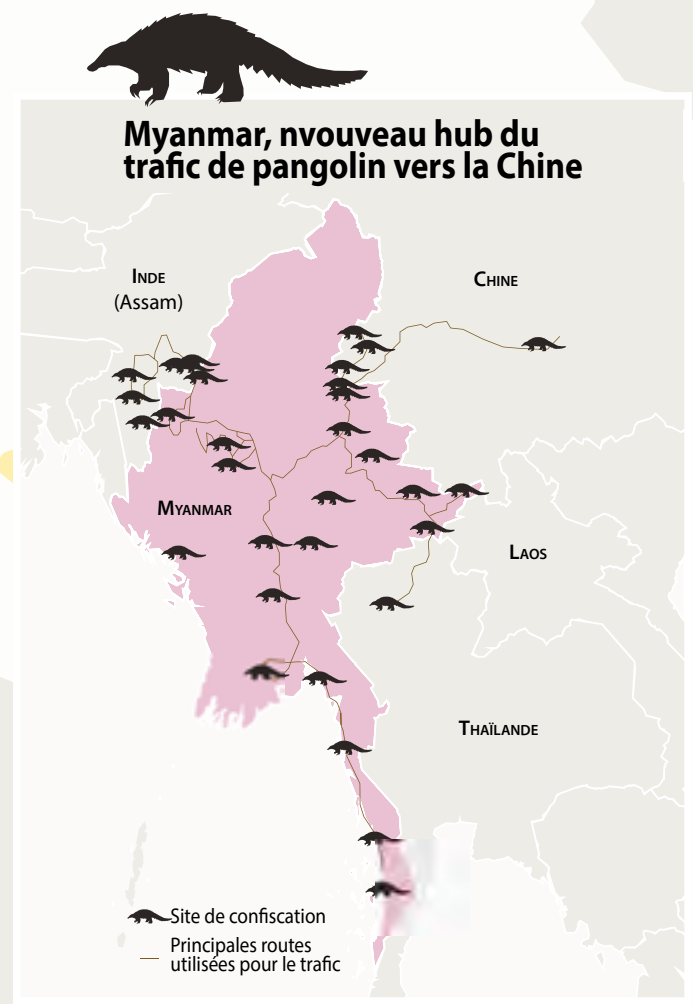 Myanmar, nvouveau hub du
trafic de pangolin vers la Chine
INDE
(Assam)
CHINE
MYANMAR
LAOS
THAÏLANDE
Site de confiscation
Principales routes
utilisées pour le trafic